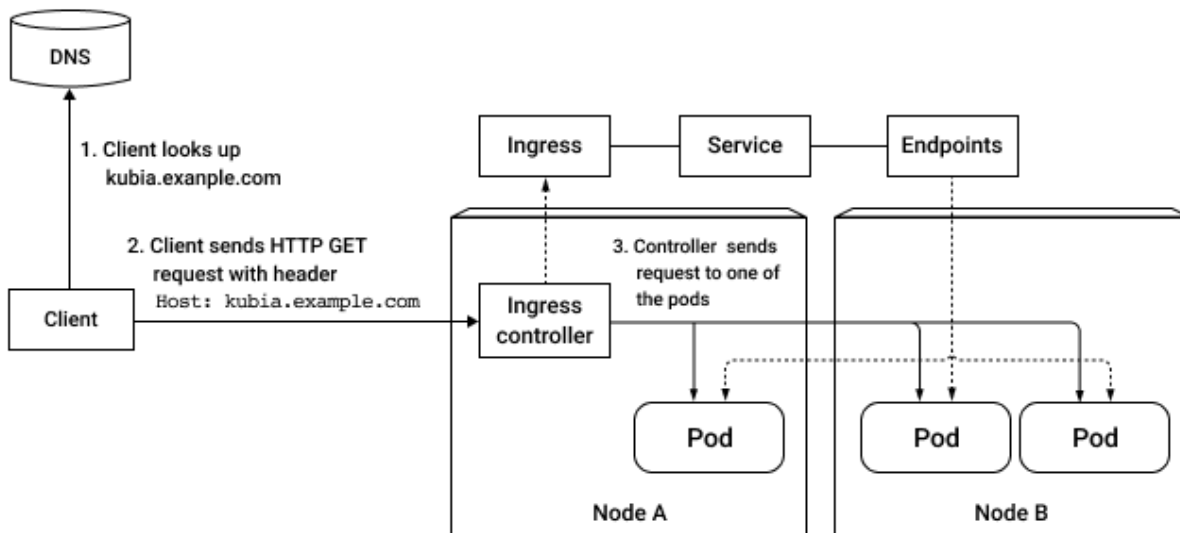 DNS
1. Client looks up
kubia.exanple.com
Ingress
Service
Endpoints
2. Client sends HTTP GET
request with header
Host: kubia.example.com
3. Controller sends
request to one of
the pods
Client
Ingress
controller
Pod
Pod
Pod
Node A
Node B